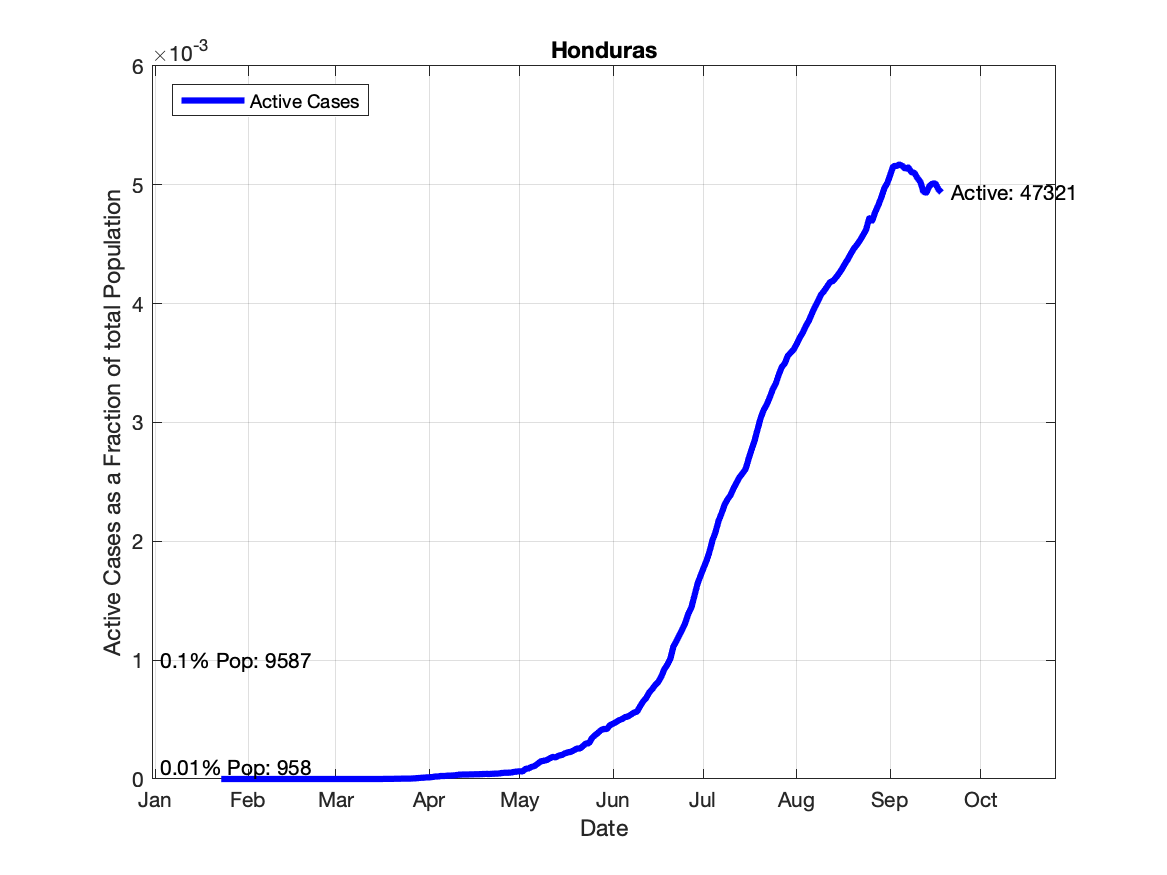 Honduras
×10-3
Active Cases
6
5
4
3
2
1
0
Active Cases as a Fraction of total Population
Active: 47321
0.1% Pop: 9587
0.01% Pop: 958
Jan Feb Mar Apr May Jun Jul Aug Sep Oct
Date